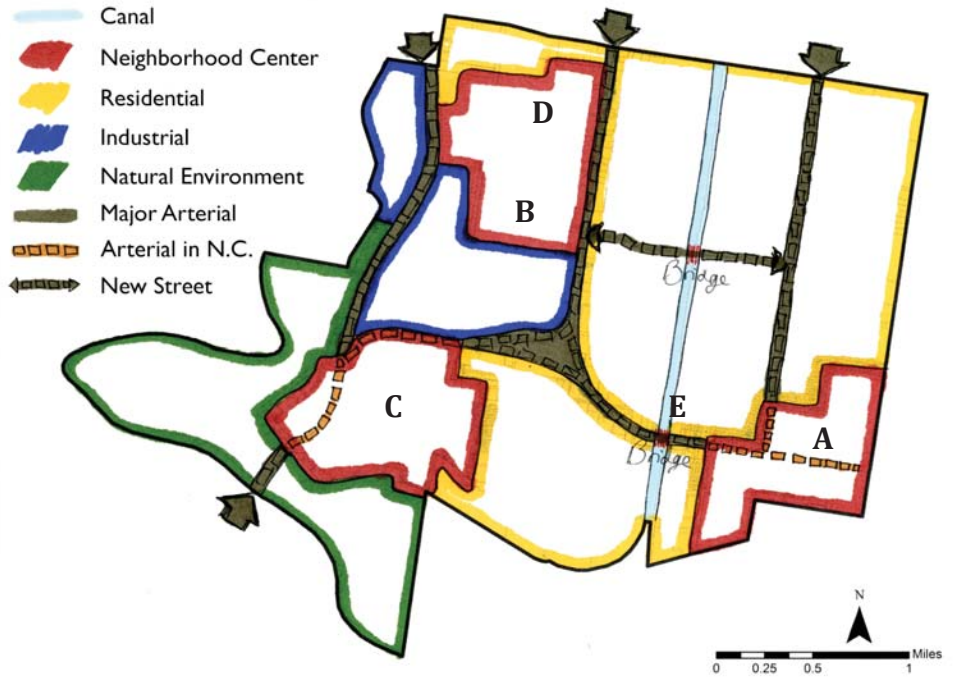 Canal
Neighborhood Center
Residential
Industrial
Natural Environment
Major Arterial
Arterial in N.C.
New Street
D
B
Bridge
C
E
A
Bridge
N
Miles
0 0.25 0.5 1